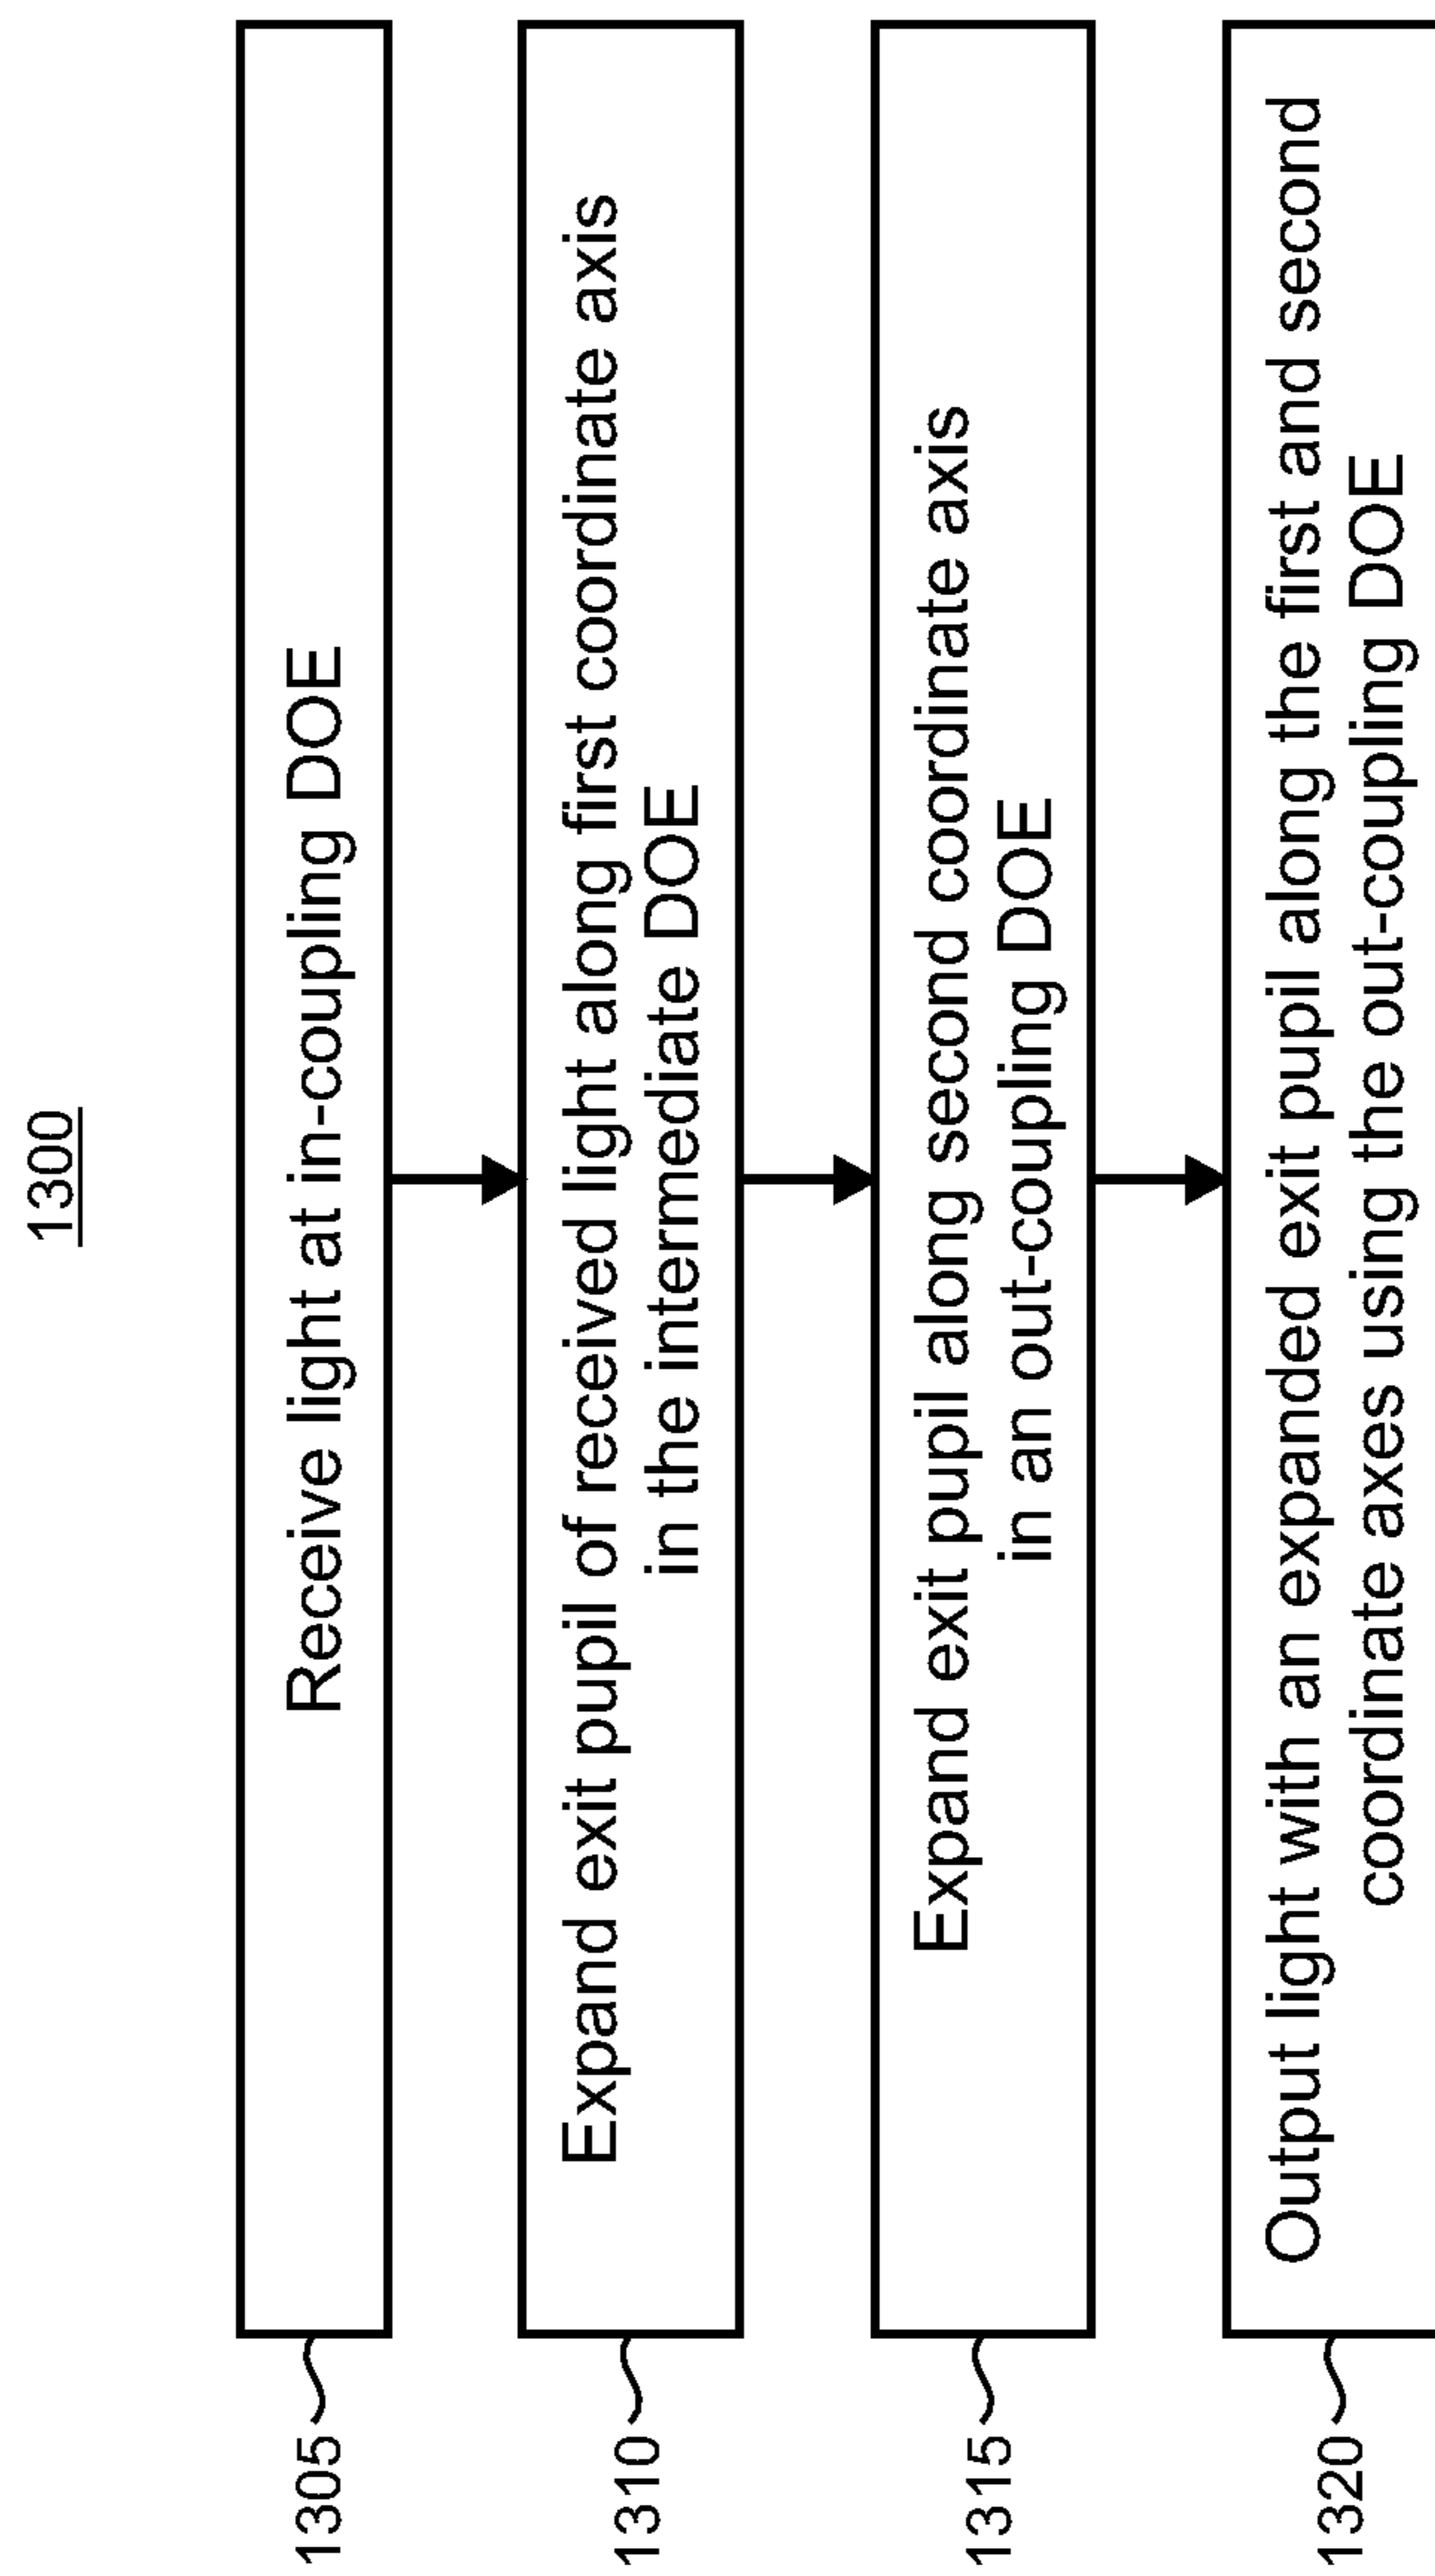 1300
1305
Receive light at in-coupling DOE
1310
Expand exit pupil of received light along first coordinate axis
in the intermediate DOE
1315
Expand exit pupil along second coordinate axis
in an out-coupling DOE
1320
Output light with an expanded exit pupil along the first and second
coordinate axes using the out-coupling DOE